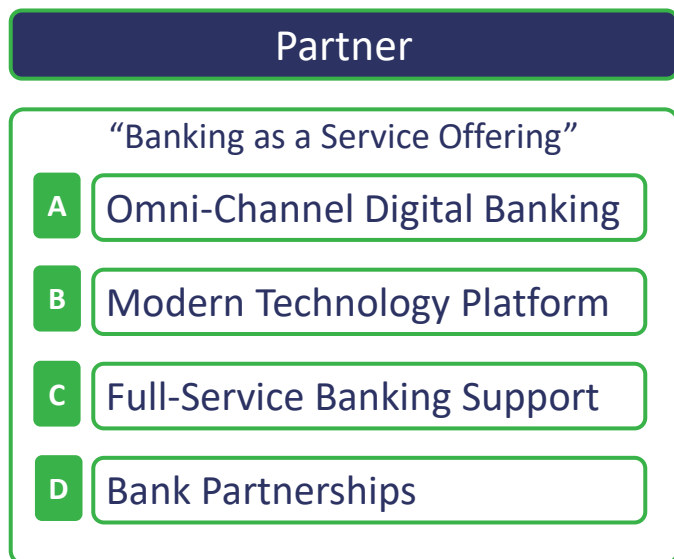 Partner
“Banking as a Service Offering”
A Omni-Channel Digital Banking
B Modern Technology Platform
C Full-Service Banking Support
D Bank Partnerships